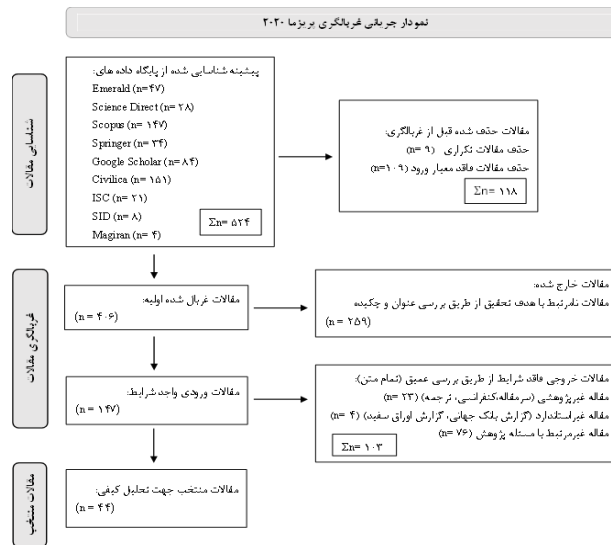 نمودار جریانی غربالگری پریزما ۲۰۲۰
شناسایی مقالات
پیشینه شناسایی شده از پایگاه داده های:
Emerald (n=۴۷)
Science Direct (n= ۲۸)
Scopus (n= ۱۴۷)
Springer (n= ۳۴)
Google Scholar (n=۸۴)
Civilica (n= ۱۵۱)
ISC (n= ۲۱)
SID (n= ۸)
Magiran (n= ۴)
Σn= ۵۲۴
مقالات حذف شده قبل از غربالگری:
حذف مقالات تکراری (n= ۹)
حذف مقالات فاقد معیار ورود (n=۱۰۹)
Σn= ۱۱۸
غربالگری مقالات
مقالات غربال شده اولیه:
(n = ۴۰۶)
مقالات خارج شده:
مقالات نامرتبط با هدف تحقیق از طریق بررسی عنوان و چکیده
(n = ۲۵۹)
مقالات ورودی واجد شرایط:
(n = ۱۴۷)
مقالات خروجی فاقد شرایط از طریق بررسی عمیق (تمام متن):
مقاله غیرپژوهشی (سرمقاله،کنفرانسی، ترجمه) (n= ۲۳)
مقاله غیراستاندارد (گزارش بانک جهانی، گزارش اوراق سفید) (n= ۴)
مقاله غیرمرتبط با مسئله پژوهش (n= ۷۶)
Σn= ۱۰۳
مقالات منتخب
مقالات منتخب جهت تحلیل کیفی:
(n = ۴۴)